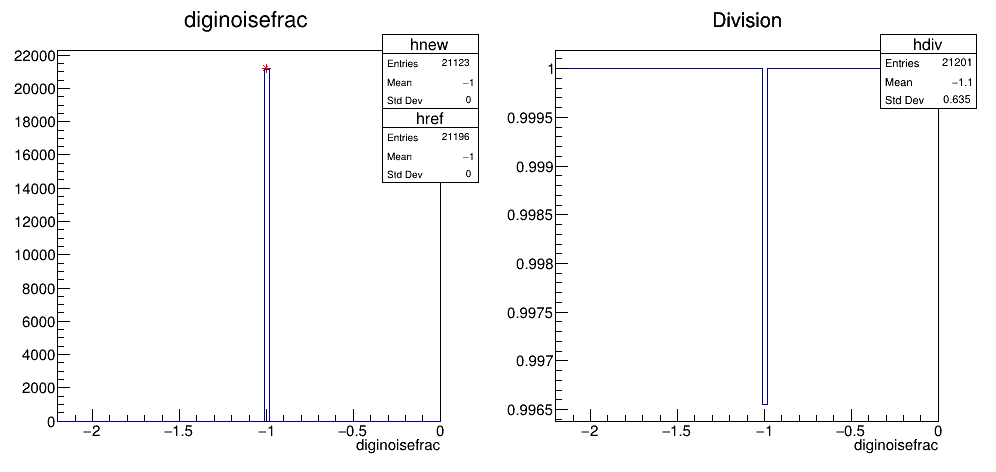 diginoisefrac
hnew
Entries 21123
Mean −1
Std Dev 0
href
Entries 21196
Mean −1
Std Dev 0
22000
20000
18000
16000
14000
12000
10000
8000
6000
4000
2000
0
−2 −1.5 −1 −0.5 0
diginoisefrac
Division
hdiv
Entries 21201
Mean −1.1
Std Dev 0.635
1
0.9995
0.999
0.9985
0.998
0.9975
0.997
0.9965
−2 −1.5 −1 −0.5 0
diginoisefrac